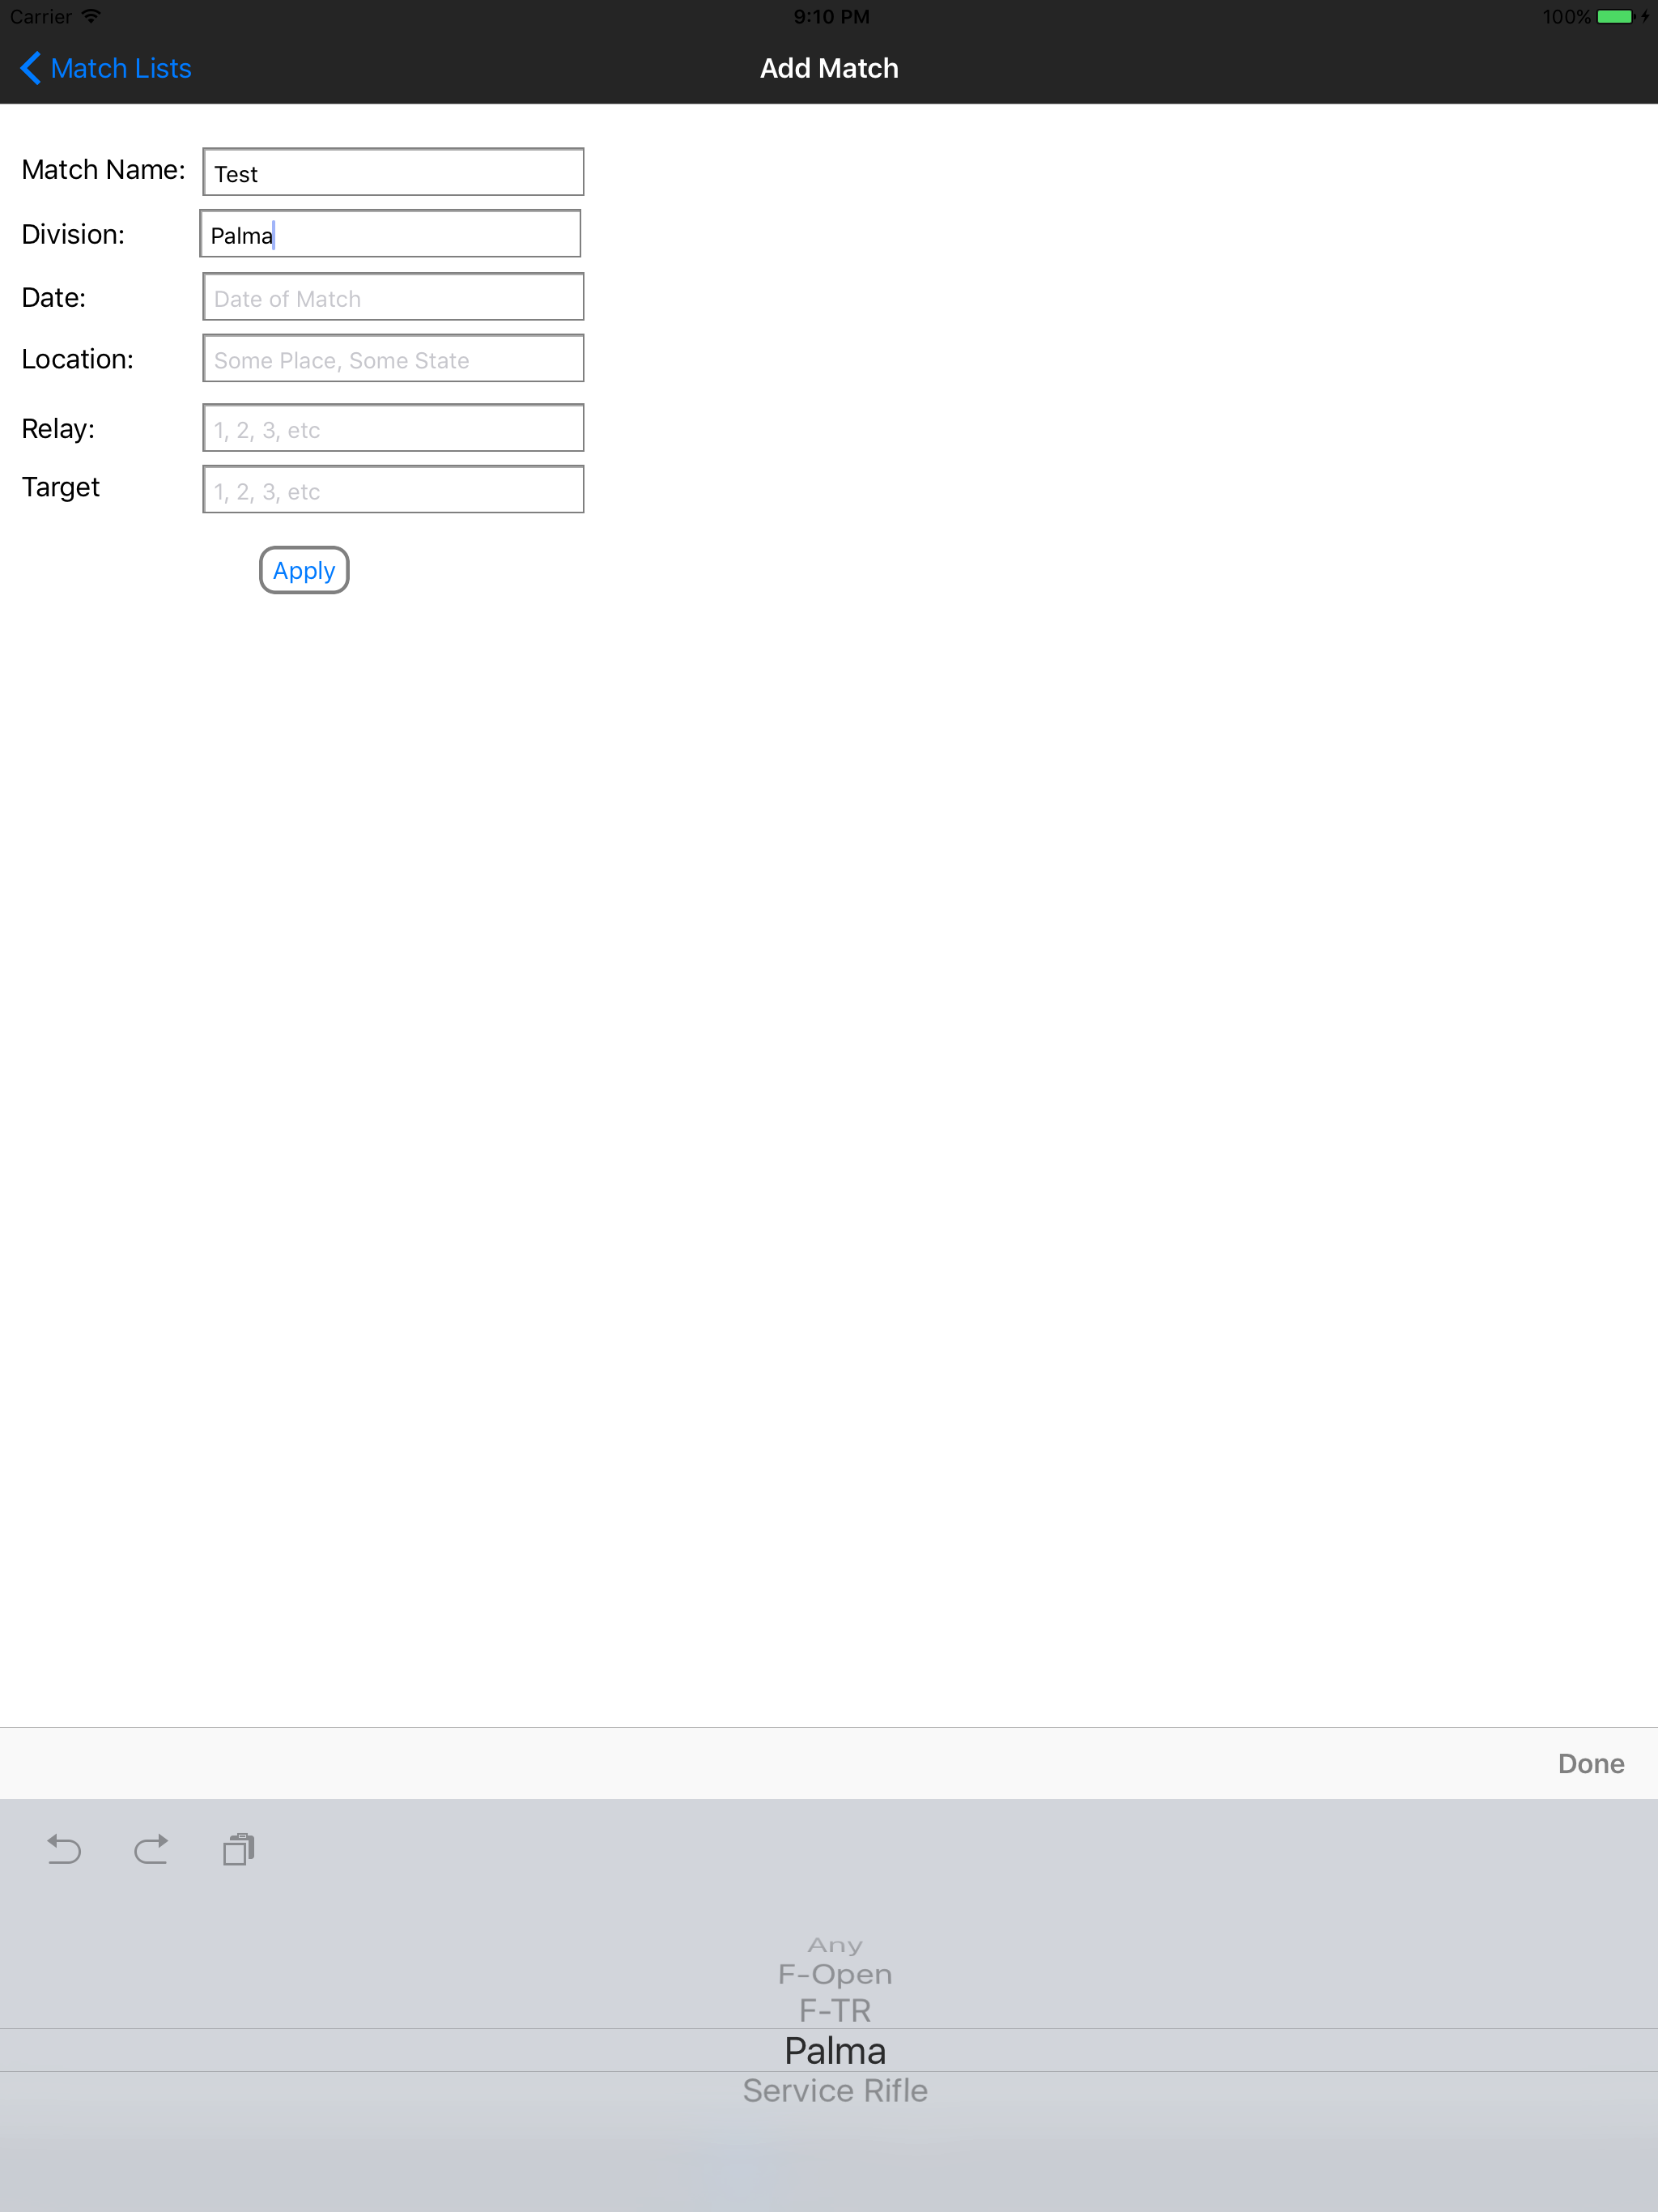 Carrier 9:10 PM 100%
Match Lists Add Match
Match Name: Test
Division: Palma
Date: Date of Match
Location: Some Place, Some State
Relay: 1, 2, 3, etc
Target 1, 2, 3, etc
Apply
Done
Any
F-Open
F-TR
Palma
Service Rifle